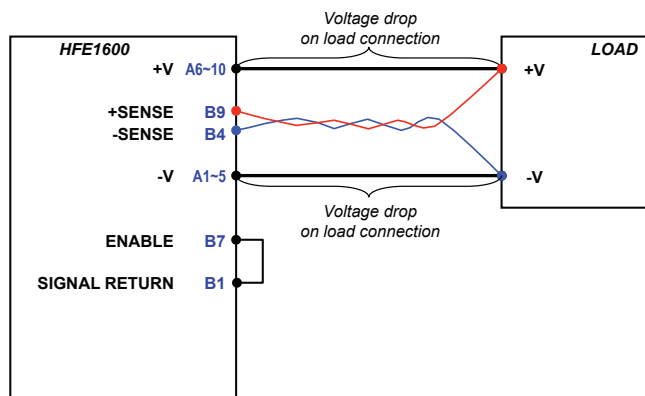 Voltage drop
on load connection
HFE1600
LOAD
+V A6~10
+V
+SENSE B9
-SENSE B4
-V A1~5
-V
Voltage drop
on load connection
ENABLE B7
SIGNAL RETURN B1